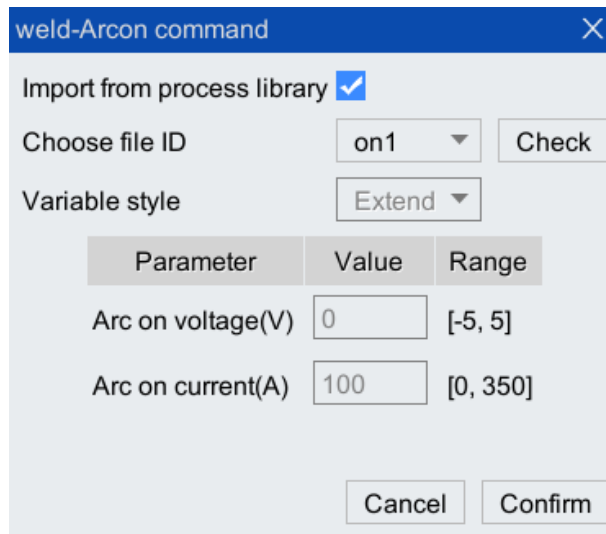 weld-Arcon command
Import from process library
Choose file ID on1 Check
Variable style Extend
Parameter Value Range
Arc on voltage(V) 0 [-5, 5]
Arc on current(A) 100 [0, 350]
Cancel Confirm